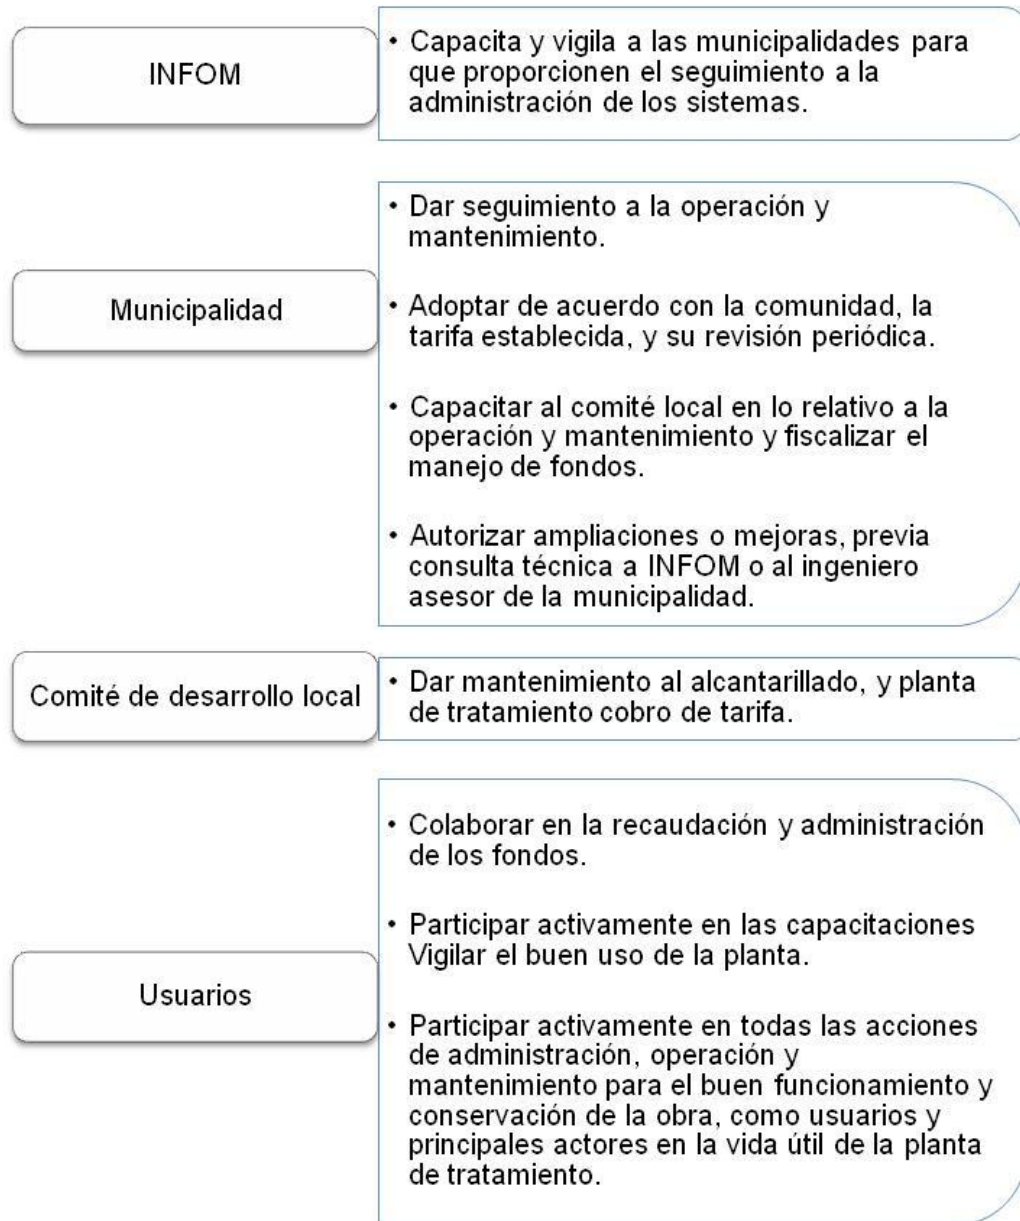 INFOM
• Capacita y vigila a las municipalidades para
que proporcionen el seguimiento a la
administración de los sistemas.
Municipalidad
• Dar seguimiento a la operación y
mantenimiento.
• Adoptar de acuerdo con la comunidad, la
tarifa establecida, y su revisión periódica.
• Capacitar al comité local en lo relativo a la
operación y mantenimiento y fiscalizar el
manejo de fondos.
• Autorizar ampliaciones o mejoras, previa
consulta técnica a INFOM o al ingeniero
asesor de la municipalidad.
Comité de desarrollo local
• Dar mantenimiento al alcantarillado, y planta
de tratamiento cobro de tarifa.
Usuarios
• Colaborar en la recaudación y administración
de los fondos.
• Participar activamente en las capacitaciones
Vigilar el buen uso de la planta.
• Participar activamente en todas las acciones
de administración, operación y
mantenimiento para el buen funcionamiento y
conservación de la obra, como usuarios y
principales actores en la vida útil de la planta
de tratamiento.